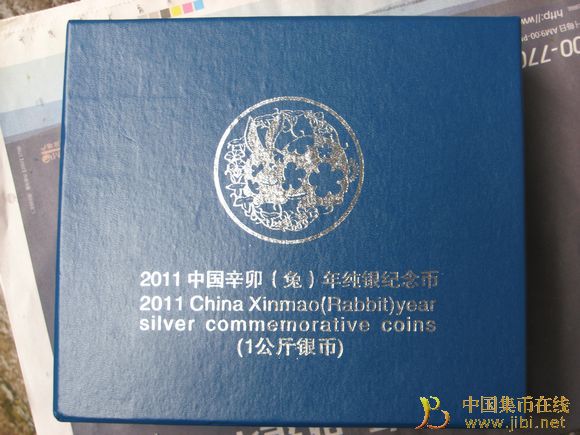 2011 中国辛卯(兔)年纯银纪念币
2011 China Xinmao(Rabbit)year
silver commemorative coins
(1公斤银币)
中国集币在线
www.jibi.net